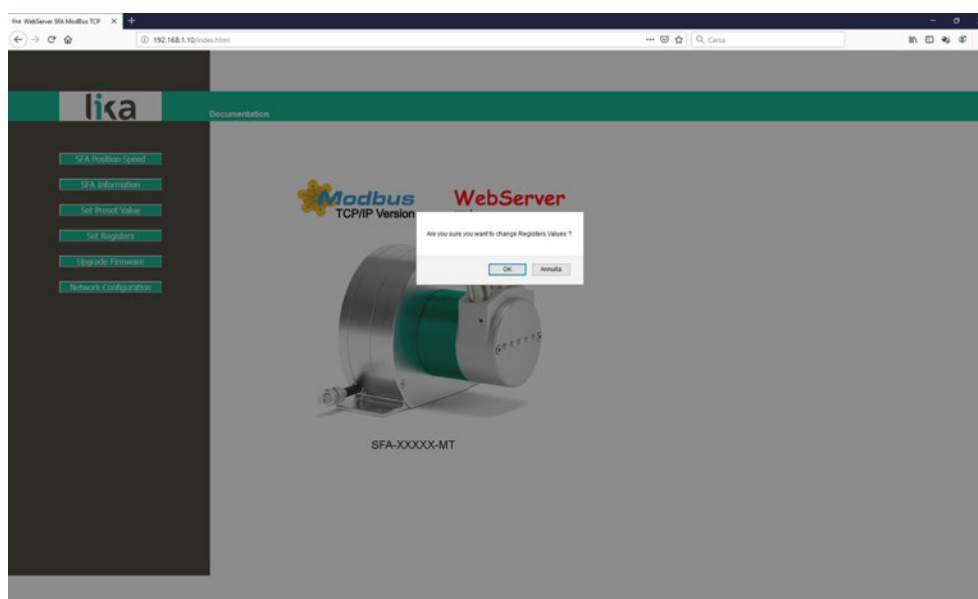 lika WebServer SFA Modbus TCP
192.168.1.10/index.html
Cerca
lika
Documentation
SFA Position-Speed
SFA Information
Set Preset Value
Set Registers
Upgrade Firmware
Network Configuration
Modbus
TCP/IP Version
WebServer
Are you sure you want to change Registers Values ?
OK
Annulla
SFA-XXXXX-MT